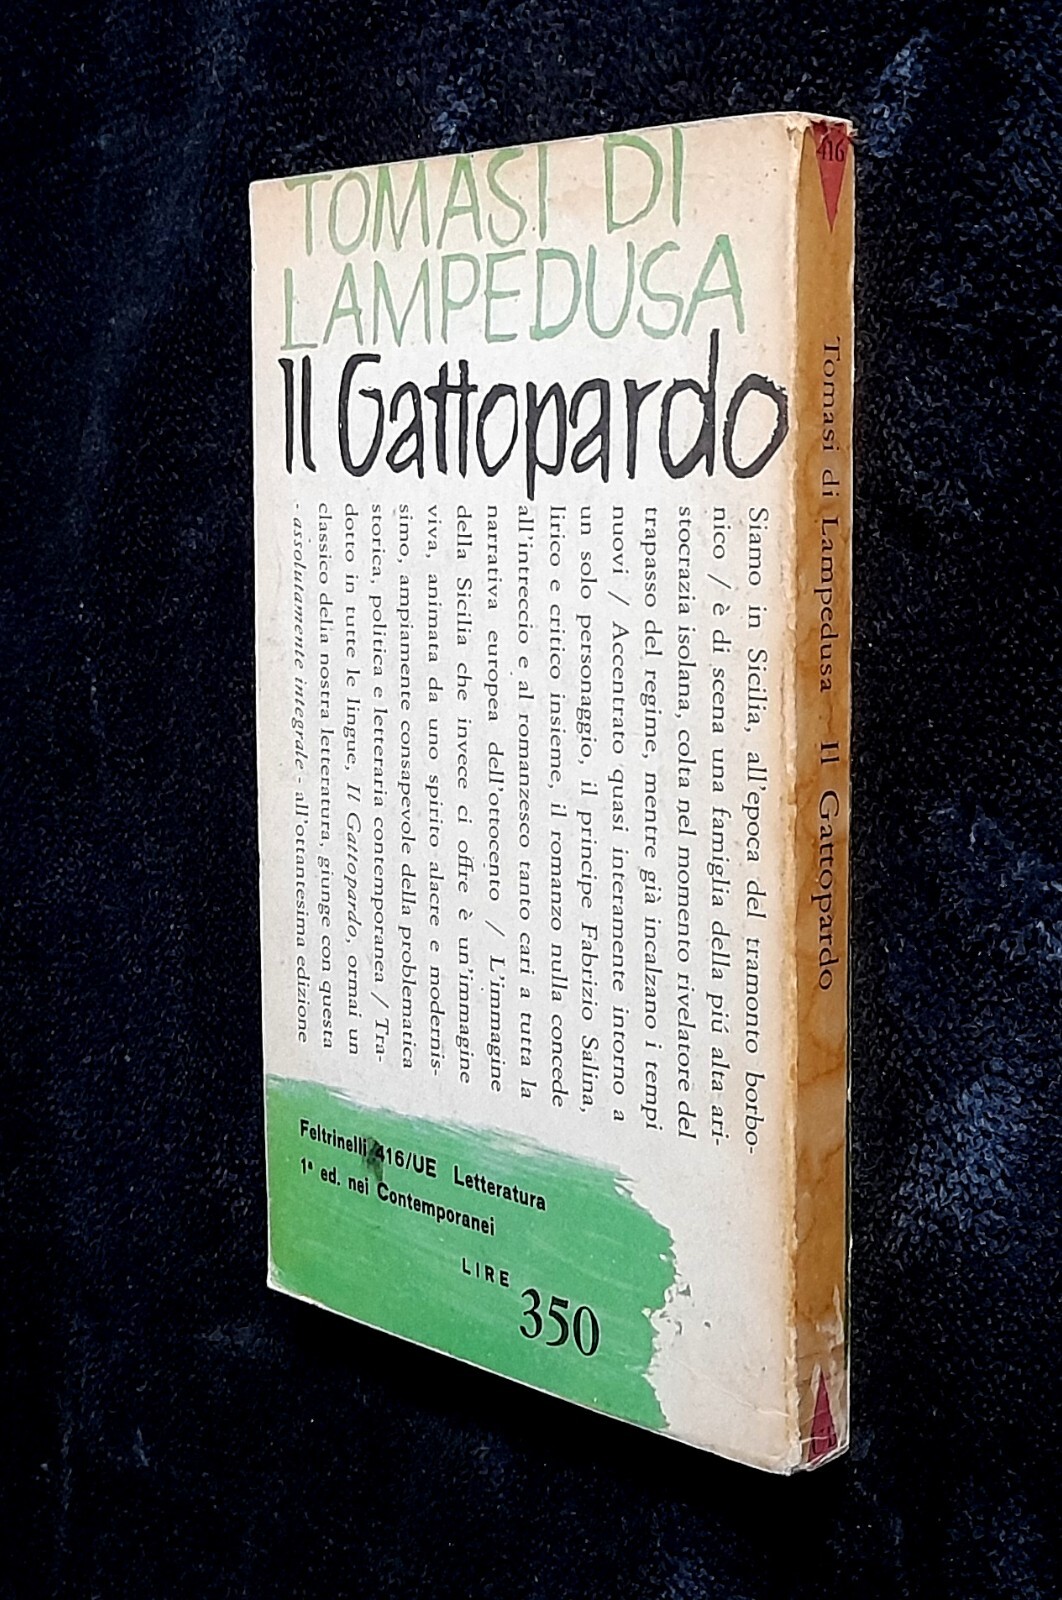 TOMASI DI
LAMPEDUSA
Il Gattopardo
Siamo in Sicilia, all'epoca del tramonto borbo-
nico / è di scena una famiglia della piú alta ari-
stocrazia isolana, colta nel momento rivelatore del
trapasso del regime, mentre già incalzano i tempi
nuovi / Accentrato quasi interamente intorno a
un solo personaggio, il principe Fabrizio Salina,
lirico e critico insieme, il romanzo nulla concede
all'intreccio e al romanzesco tanto cari a tutta la
narrativa europea dell'ottocento / L'immagine
della Sicilia che invece ci offre è un'immagine
viva, animata da uno spirito alacre e modernis-
simo, ampiamente consapevole della problematica
storica, politica e letteraria contemporanea / Tra-
dotto in tutte le lingue, Il Gattopardo, ormai un
classico della nostra letteratura, giunge con questa
- assolutamente integrale - all'ottantesima edizione
Feltrinelli 416/UE Letteratura
1ª ed. nei Contemporanei
LIRE 350
416
Tomasi di Lampedusa Il Gattopardo
UE